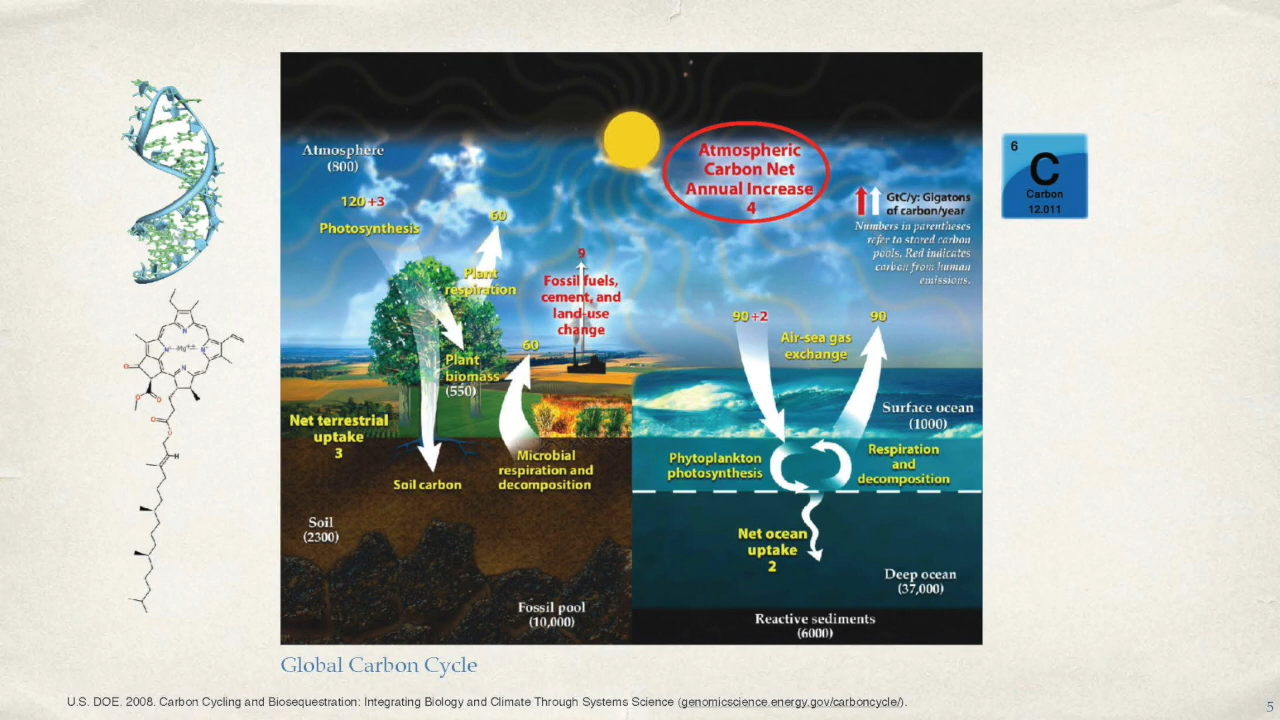 Atmosphere
(800)
120 +3
Photosynthesis
60
Plant
respiration
9
Fossil fuels,
cement, and
land-use
change
Plant
biomass
(550)
60
Net terrestrial
uptake
3
Soil carbon
Microbial
respiration and
decomposition
Soil
(2300)
Fossil pool
(10,000)
Atmospheric
Carbon Net
Annual Increase
4
GtC/y: Gigatons
of carbon/year
Numbers in parentheses
refer to stored carbon
pools. Red indicates
carbon from human
emissions.
90 +2
Air-sea gas
exchange
90
Surface ocean
(1000)
Phytoplankton
photosynthesis
Respiration
and
decomposition
Net ocean
uptake
2
Deep ocean
(37,000)
Reactive sediments
(6000)
6
C
Carbon
12.011
Global Carbon Cycle
U.S. DOE. 2008. Carbon Cycling and Biosequestration: Integrating Biology and Climate Through Systems Science (genomicscience.energy.gov/carboncycle/).
5